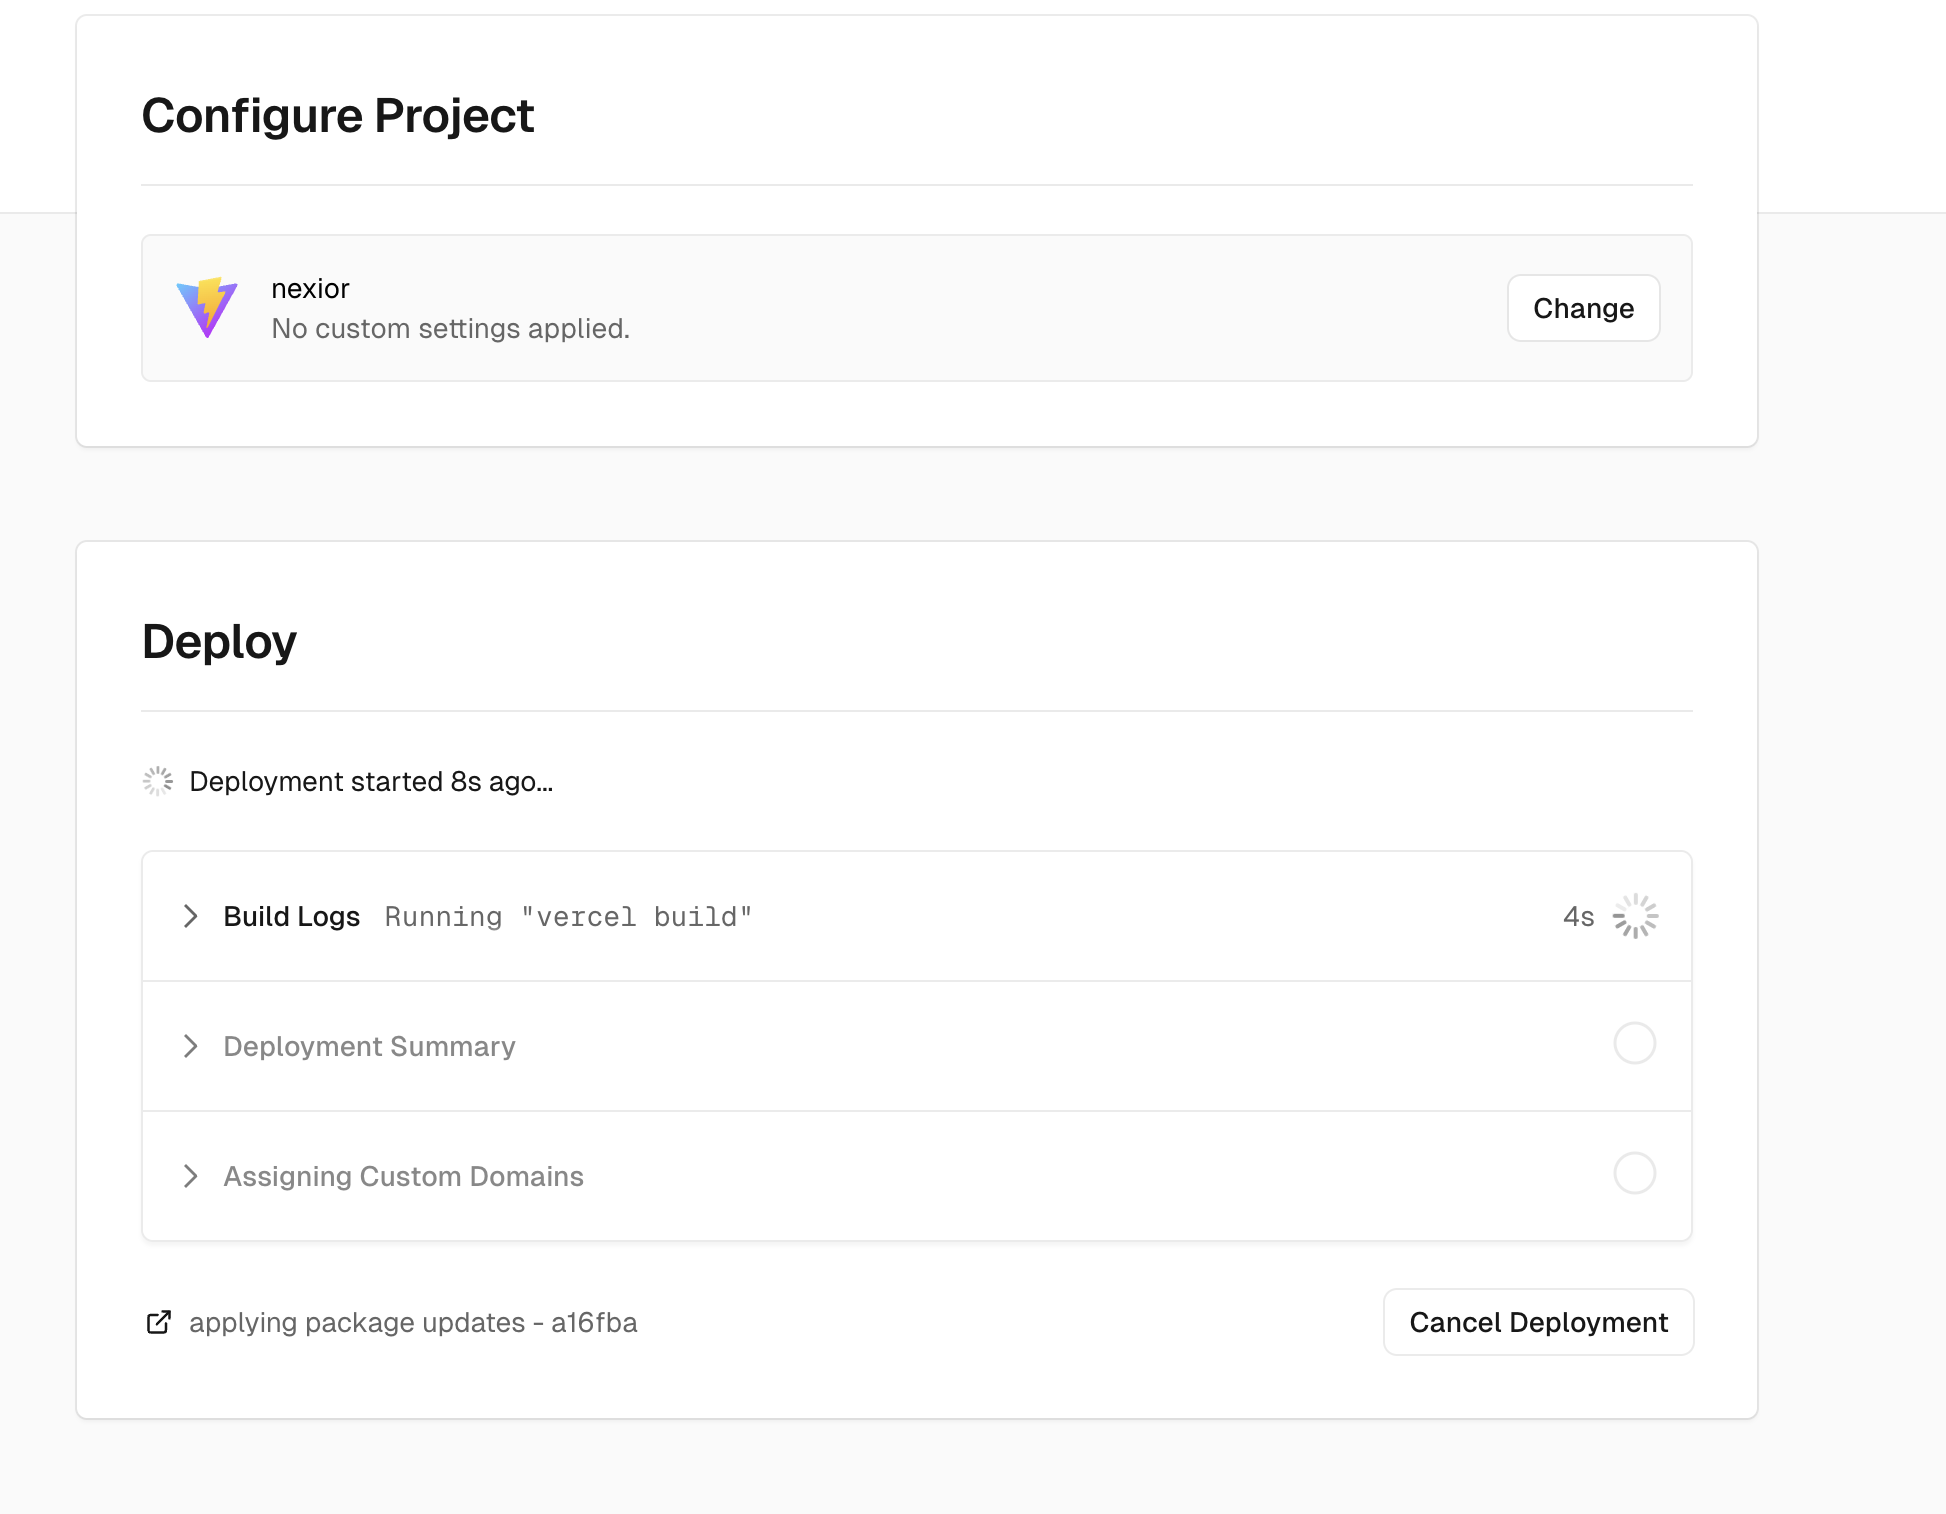 Configure Project
nexior
No custom settings applied.
Change
Deploy
Deployment started 8s ago...
Build Logs Running "vercel build" 4s
Deployment Summary
Assigning Custom Domains
applying package updates - a16fba
Cancel Deployment